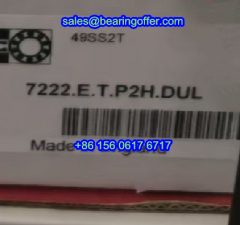 sales@bearingoffer.com
49SS2T
7222.E.T.P2H.DUL
+86 156 0617 6717
Made